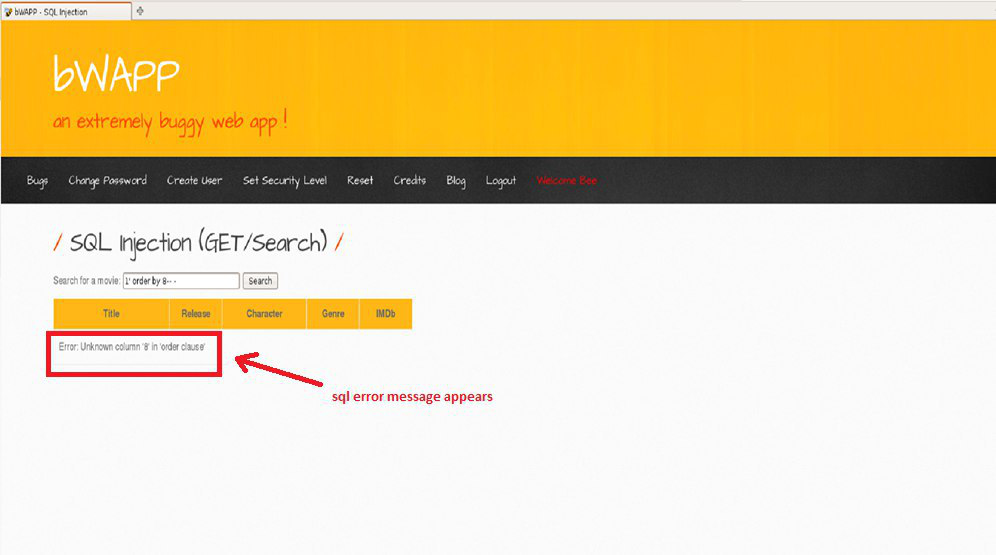 bWAPP - SQL Injection
bWAPP
an extremely buggy web app !
Bugs Change Password Create User Set Security Level Reset Credits Blog Logout Welcome Bee
/ SQL Injection (GET/Search) /
Search for a movie: 1' order by 8-- - Search
Title Release Character Genre IMDb
Error: Unknown column '8' in 'order clause'
sql error message appears